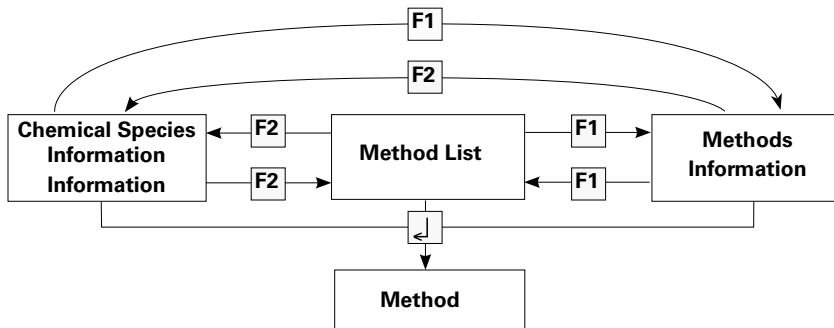 F1
F2
Chemical Species
Information
Information
F2
F2
Method List
F1
F1
Methods
Information
Method